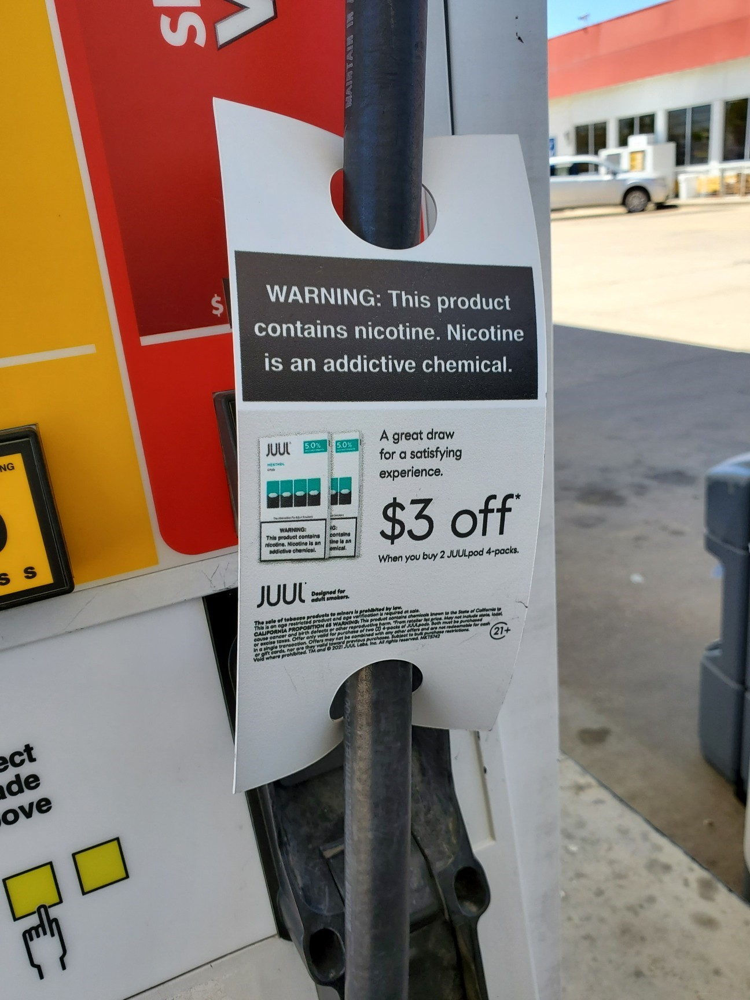 MAINTAIN IN
$
WARNING: This product
contains nicotine. Nicotine
is an addictive chemical.
JUUL
5.0%
5.0%
MENTHOL
WARNING:
This product contains
nicotine. Nicotine is an
addictive chemical.
A great draw
for a satisfying
experience.
$3 off*
When you buy 2 JUULpod 4-packs.
JUUL Designed for
adult smokers.
The sale of tobacco products to minors is prohibited by law.
This is an age restricted product and age verification is required at sale.
CALIFORNIA PROPOSITION 65 WARNING: This product contains chemicals known to the State of California to
cause cancer and birth defects or other reproductive harm. *From retailer list price. May not include state, local,
or excise taxes. Offer only valid for purchase of two (2) 4-packs of JUULpods. Both must be purchased
in a single transaction. Offers may not be combined with any other offers and are not redeemable for cash
or gift cards, nor are they valid toward previous purchases. Subject to bulk purchase restrictions.
Void where prohibited. TM and © 2021 JUUL Labs, Inc. All rights reserved. MKT5742
21+
NG
S S
ect
ade
ove